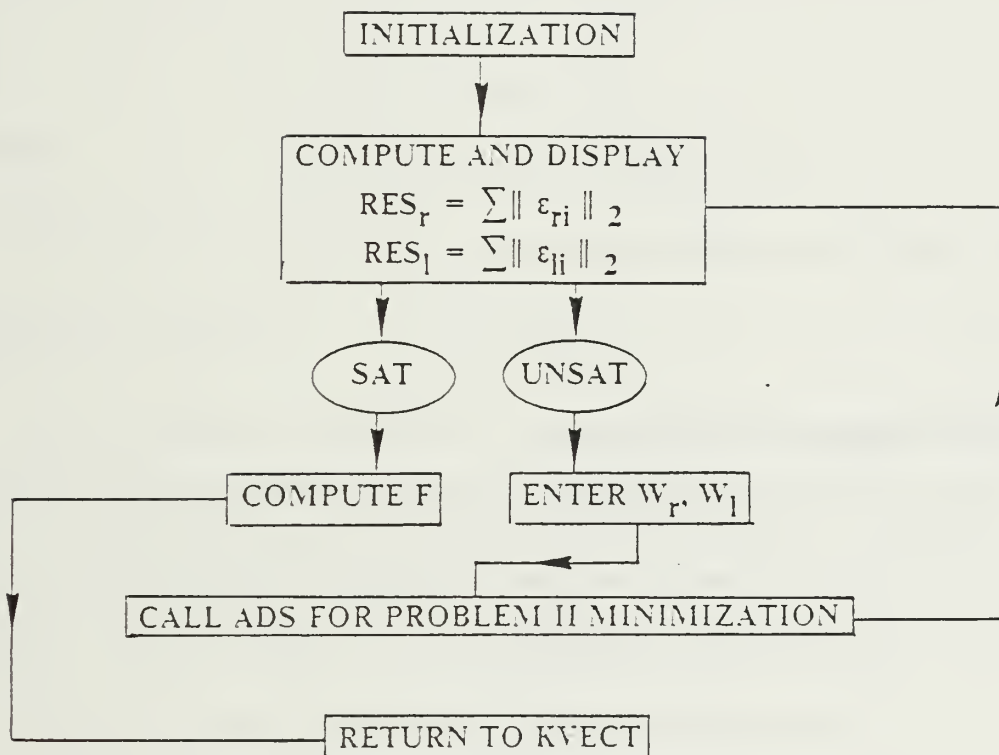 INITIALIZATION
COMPUTE AND DISPLAY
RES_r = ∑‖ ε_ri ‖_2
RES_l = ∑‖ ε_li ‖_2
SAT
UNSAT
COMPUTE F
ENTER W_r, W_l
CALL ADS FOR PROBLEM II MINIMIZATION
RETURN TO KVECT